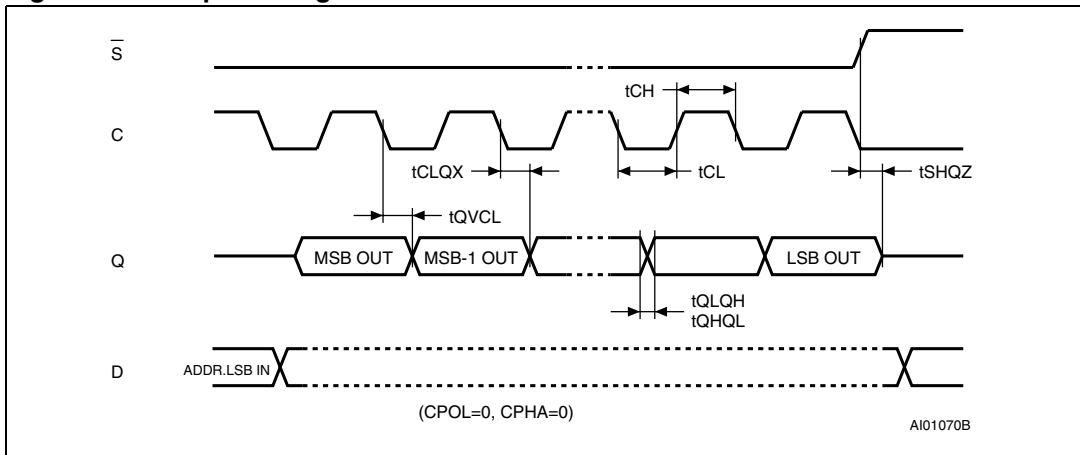 S
tCH
C
tCLQX
tCL
tSHQZ
tQVCL
Q
MSB OUT
MSB-1 OUT
LSB OUT
tQLQH
tQHQL
D
ADDR.LSB IN
(CPOL=0, CPHA=0)
AI01070B